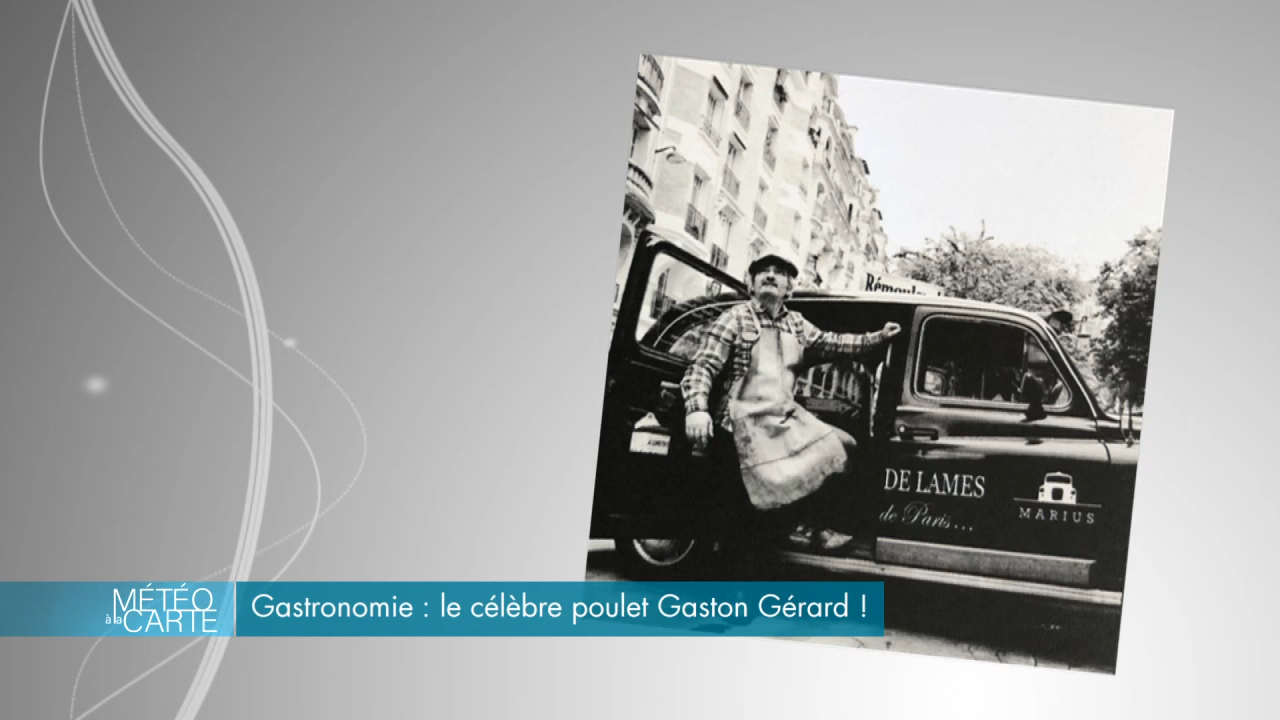 DE LAMES
de Paris...
MARIUS
MÉTÉO
à la CARTE
Gastronomie : le célèbre poulet Gaston Gérard !